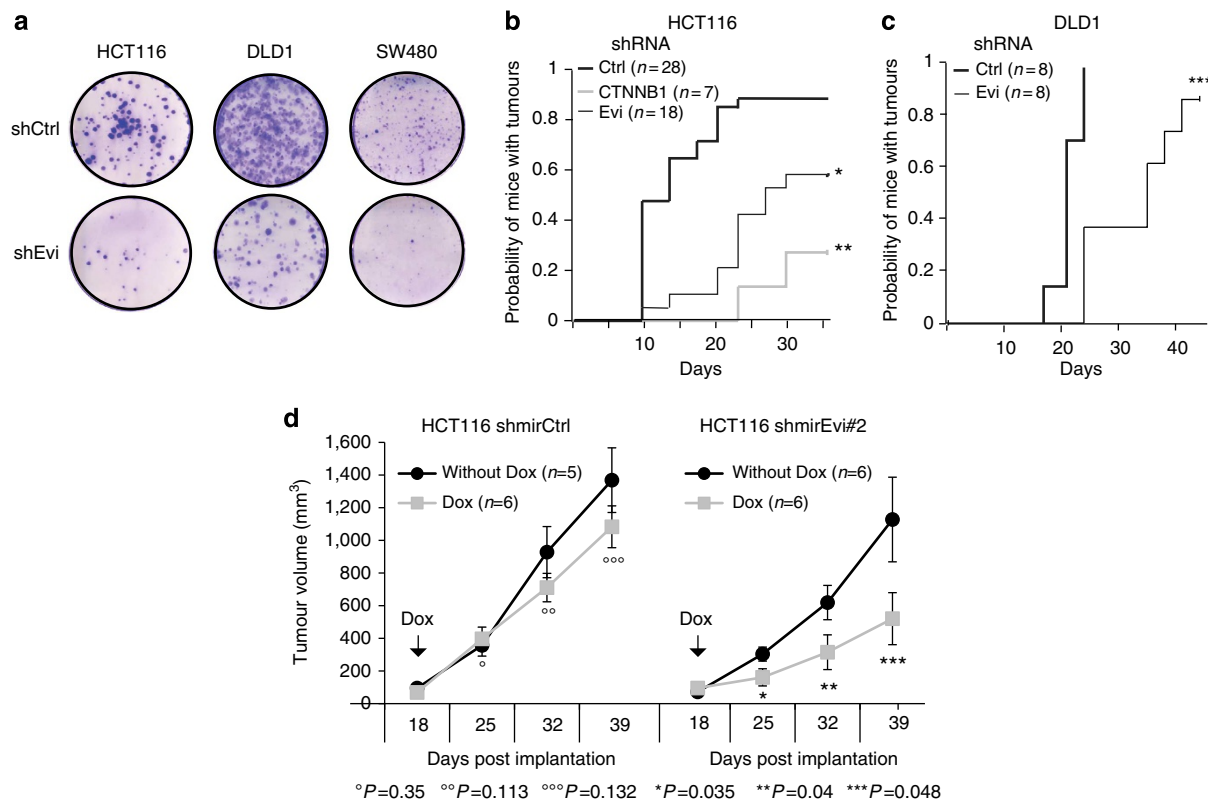 a
HCT116 DLD1 SW480
shCtrl
shEvi
b
HCT116
shRNA
Ctrl (n=28)
CTNNB1 (n=7)
Evi (n=18)
Probability of mice with tumours
1
0.8
0.6
0.4
0.2
0
*
**
10 20 30
Days
c
DLD1
shRNA
Ctrl (n=8)
Evi (n=8)
Probability of mice with tumours
1
0.8
0.6
0.4
0.2
0
***
10 20 30 40
Days
d
HCT116 shmirCtrl
HCT116 shmirEvi#2
Tumour volume (mm³)
1,600
1,400
1,200
1,000
800
600
400
200
0
Without Dox (n=5)
Dox (n=6)
Dox
°
°°
°°°
Without Dox (n=6)
Dox (n=6)
Dox
*
**
***
18 25 32 39 18 25 32 39
Days post implantation Days post implantation
°P=0.35 °°P=0.113 °°°P=0.132 *P=0.035 **P=0.04 ***P=0.048